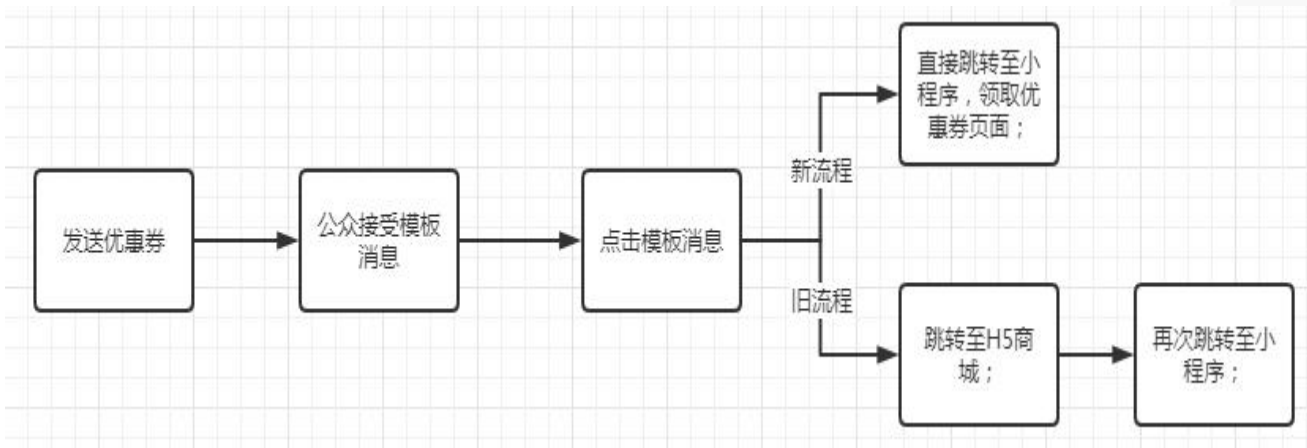 直接跳转至小
程序，领取优
惠券页面；
新流程
发送优惠券
公众接受模板
消息
点击模板消息
旧流程
跳转至H5商
城；
再次跳转至小
程序；